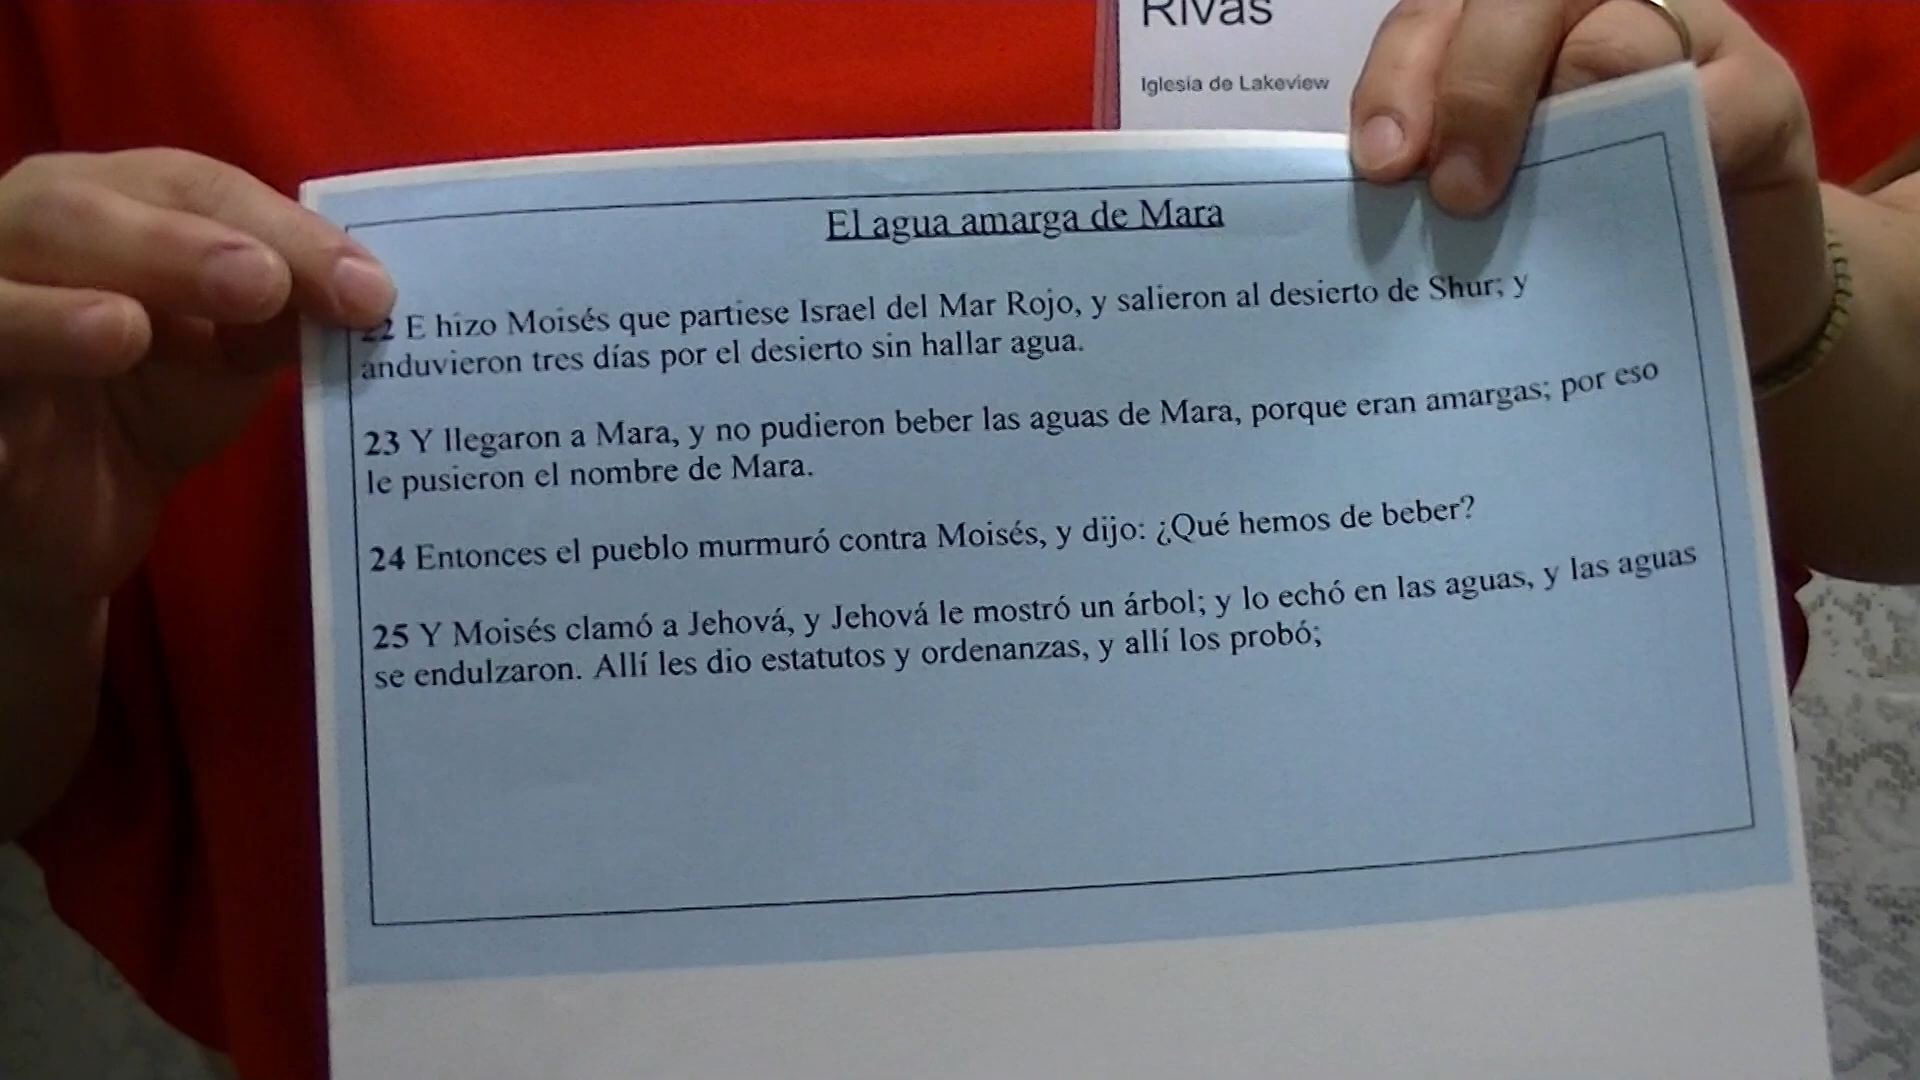 Rivas
Iglesia de Lakeview
El agua amarga de Mara
22 E hizo Moisés que partiese Israel del Mar Rojo, y salieron al desierto de Shur; y
anduvieron tres días por el desierto sin hallar agua.
23 Y llegaron a Mara, y no pudieron beber las aguas de Mara, porque eran amargas; por eso
le pusieron el nombre de Mara.
24 Entonces el pueblo murmuró contra Moisés, y dijo: ¿Qué hemos de beber?
25 Y Moisés clamó a Jehová, y Jehová le mostró un árbol; y lo echó en las aguas, y las aguas
se endulzaron. Allí les dio estatutos y ordenanzas, y allí los probó;